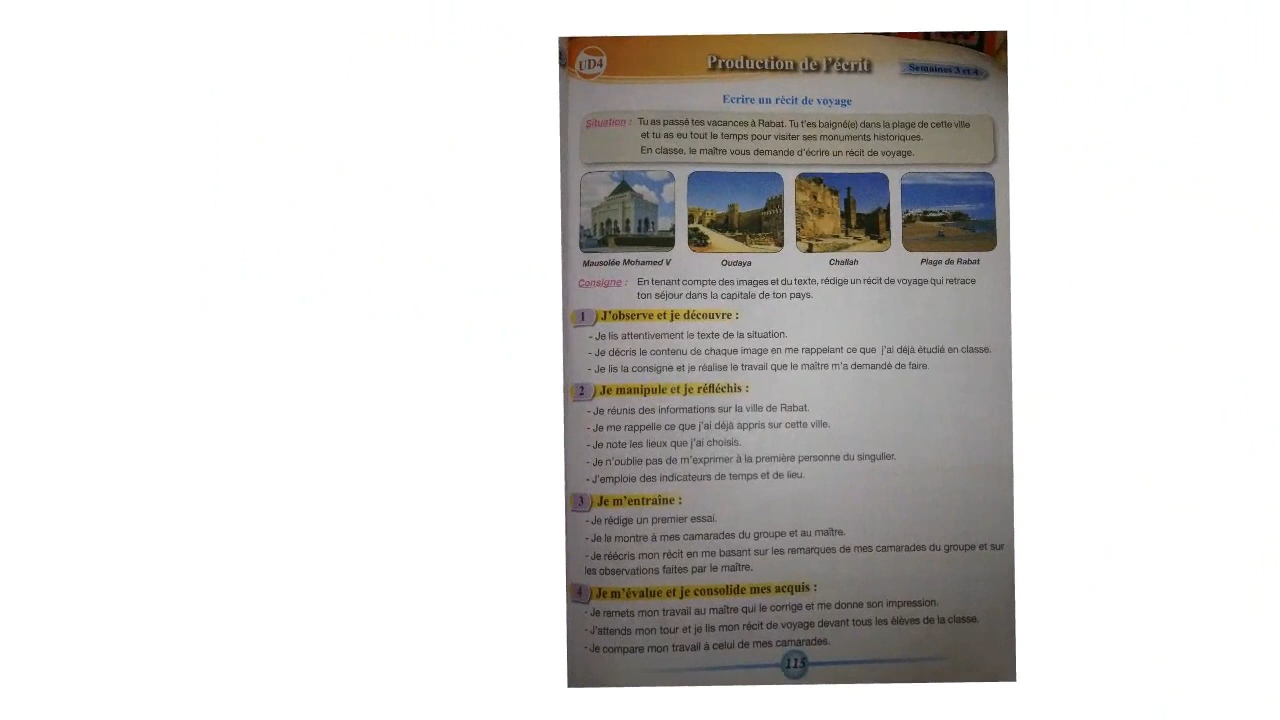 UD4
Production de l'écrit
Semaines 3 et 4
Ecrire un récit de voyage
Situation : Tu as passé tes vacances à Rabat. Tu t'es baigné(e) dans la plage de cette ville
et tu as eu tout le temps pour visiter ses monuments historiques.
En classe, le maître vous demande d'écrire un récit de voyage.
Mausolée Mohamed V
Oudaya
Challah
Plage de Rabat
Consigne : En tenant compte des images et du texte, rédige un récit de voyage qui retrace
ton séjour dans la capitale de ton pays.
1 J'observe et je découvre :
- Je lis attentivement le texte de la situation.
- Je décris le contenu de chaque image en me rappelant ce que j'ai déjà étudié en classe.
- Je lis la consigne et je réalise le travail que le maître m'a demandé de faire.
2 Je manipule et je réfléchis :
- Je réunis des informations sur la ville de Rabat.
- Je me rappelle ce que j'ai déjà appris sur cette ville.
- Je note les lieux que j'ai choisis.
- Je n'oublie pas de m'exprimer à la première personne du singulier.
- J'emploie des indicateurs de temps et de lieu.
3 Je m'entraîne :
- Je rédige un premier essai.
- Je le montre à mes camarades du groupe et au maître.
- Je réécris mon récit en me basant sur les remarques de mes camarades du groupe et sur
les observations faites par le maître.
4 Je m'évalue et je consolide mes acquis :
- Je remets mon travail au maître qui le corrige et me donne son impression.
- J'attends mon tour et je lis mon récit de voyage devant tous les élèves de la classe.
- Je compare mon travail à celui de mes camarades.
115